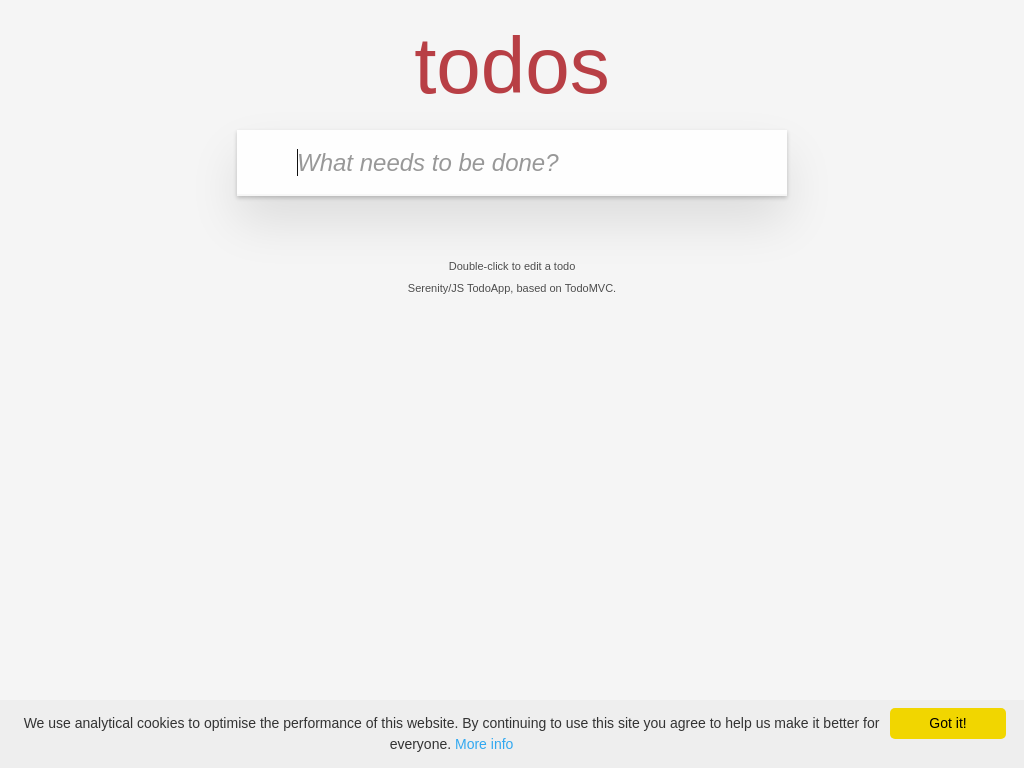 todos
What needs to be done?
Double-click to edit a todo
Serenity/JS TodoApp, based on TodoMVC.
We use analytical cookies to optimise the performance of this website. By continuing to use this site you agree to help us make it better for
everyone. More info
Got it!